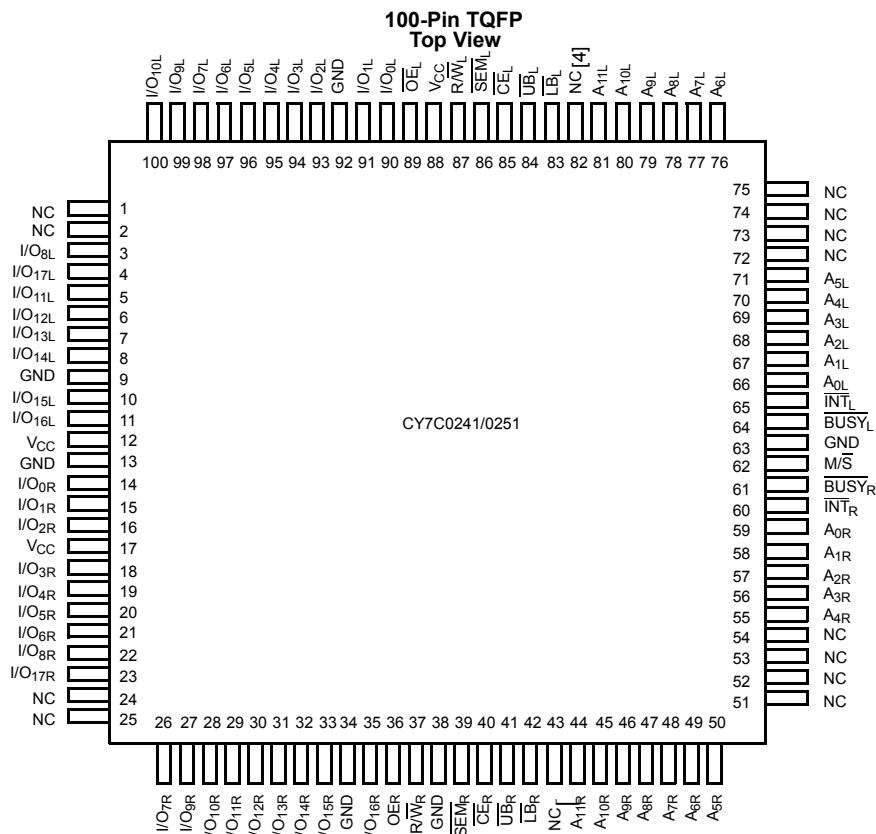 100-Pin TQFP
Top View
I/O10L I/O9L I/O7L I/O6L I/O5L I/O4L I/O3L I/O2L GND I/O1L I/O0L OEL VCC R/WL SEML CEL UBL LBL NC[4] A11L A10L A9L A8L A7L A6L
100 99 98 97 96 95 94 93 92 91 90 89 88 87 86 85 84 83 82 81 80 79 78 77 76
NC 1
NC 2
I/O8L 3
I/O17L 4
I/O11L 5
I/O12L 6
I/O13L 7
I/O14L 8
GND 9
I/O15L 10
I/O16L 11
VCC 12
GND 13
I/O0R 14
I/O1R 15
I/O2R 16
VCC 17
I/O3R 18
I/O4R 19
I/O5R 20
I/O6R 21
I/O8R 22
I/O17R 23
NC 24
NC 25
CY7C0241/0251
75 NC
74 NC
73 NC
72 NC
71 A5L
70 A4L
69 A3L
68 A2L
67 A1L
66 A0L
65 INTL
64 BUSYL
63 GND
62 M/S
61 BUSYR
60 INTR
59 A0R
58 A1R
57 A2R
56 A3R
55 A4R
54 NC
53 NC
52 NC
51 NC
26 27 28 29 30 31 32 33 34 35 36 37 38 39 40 41 42 43 44 45 46 47 48 49 50
I/O7R I/O9R I/O10R I/O11R I/O12R I/O13R I/O14R I/O15R GND I/O16R OER R/WR GND SEMR CER UBR LBR NC A11R A10R A9R A8R A7R A6R A5R